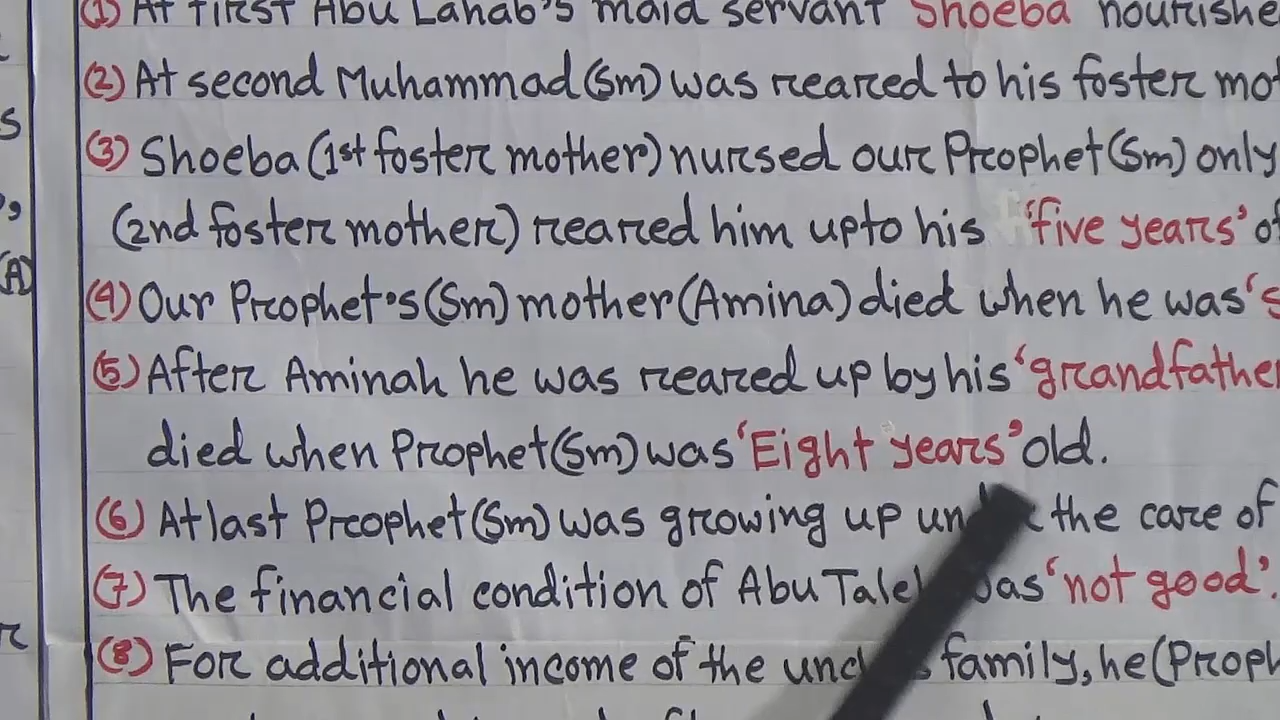 (1) At first Abu Lahab's maid servant Shoeba nourishe
(2) At second Muhammad (Sm) was reared to his foster mot
(3) Shoeba (1st foster mother) nursed our Prophet (Sm) only
(2nd foster mother) reared him upto his 'five years' of
(4) Our Prophet's (Sm) mother (Amina) died when he was 's
(5) After Aminah he was reared up by his 'grandfather
died when Prophet (Sm) was 'Eight years' old.
(6) At last Prophet (Sm) was growing up un the care of
(7) The financial condition of Abu Tale was 'not good'.
(8) For additional income of the unc s family, he (Proph